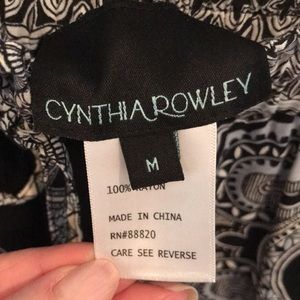 CYNTHIA ROWLEY
M
100% RAYON
MADE IN CHINA
RN#88820
CARE SEE REVERSE